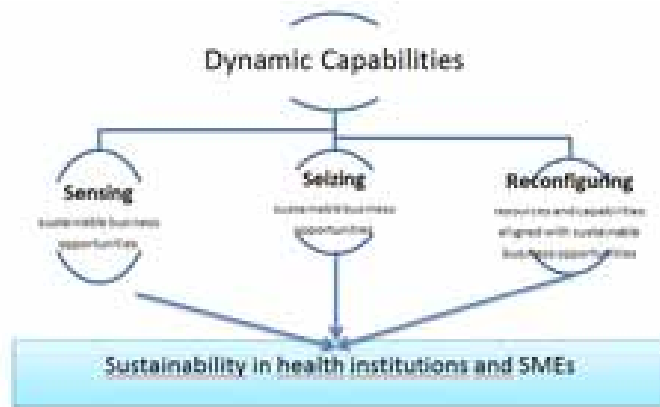 Dynamic Capabilities
Sensing
sustainable business
opportunities
Seizing
sustainable business
opportunities
Reconfiguring
resources and capabilities
aligned with sustainable
business opportunities
Sustainability in health institutions and SMEs